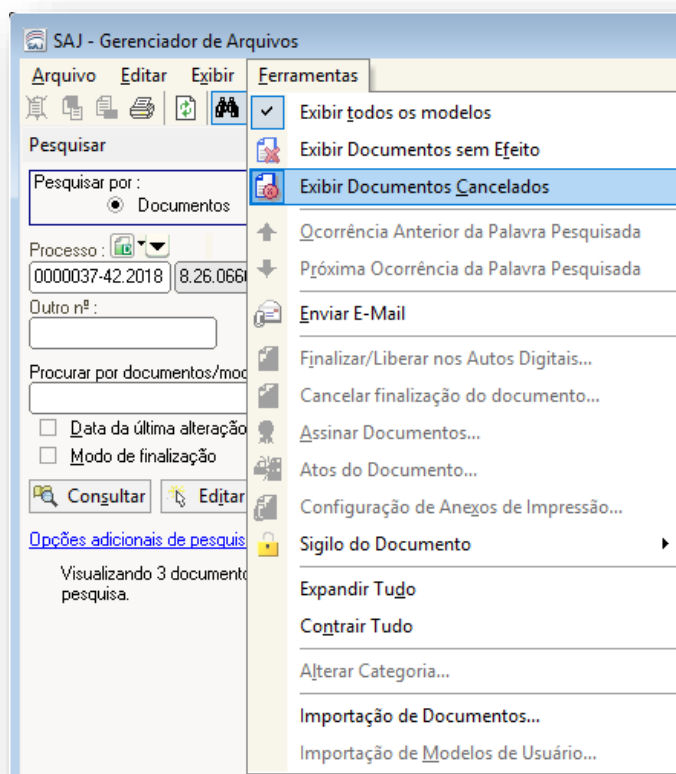 SAJ - Gerenciador de Arquivos
Arquivo Editar Exibir Ferramentas
Pesquisar
Pesquisar por :
Documentos
Processo :
0000037-42.2018 8.26.066
Outro nº :
Procurar por documentos/mod
Data da última alteração
Modo de finalização
Consultar Editar
Opções adicionais de pesquis
Visualizando 3 documento
pesquisa.
Exibir todos os modelos
Exibir Documentos sem Efeito
Exibir Documentos Cancelados
Ocorrência Anterior da Palavra Pesquisada
Próxima Ocorrência da Palavra Pesquisada
Enviar E-Mail
Finalizar/Liberar nos Autos Digitais...
Cancelar finalização do documento...
Assinar Documentos...
Atos do Documento...
Configuração de Anexos de Impressão...
Sigilo do Documento
Expandir Tudo
Contrair Tudo
Alterar Categoria...
Importação de Documentos...
Importação de Modelos de Usuário...